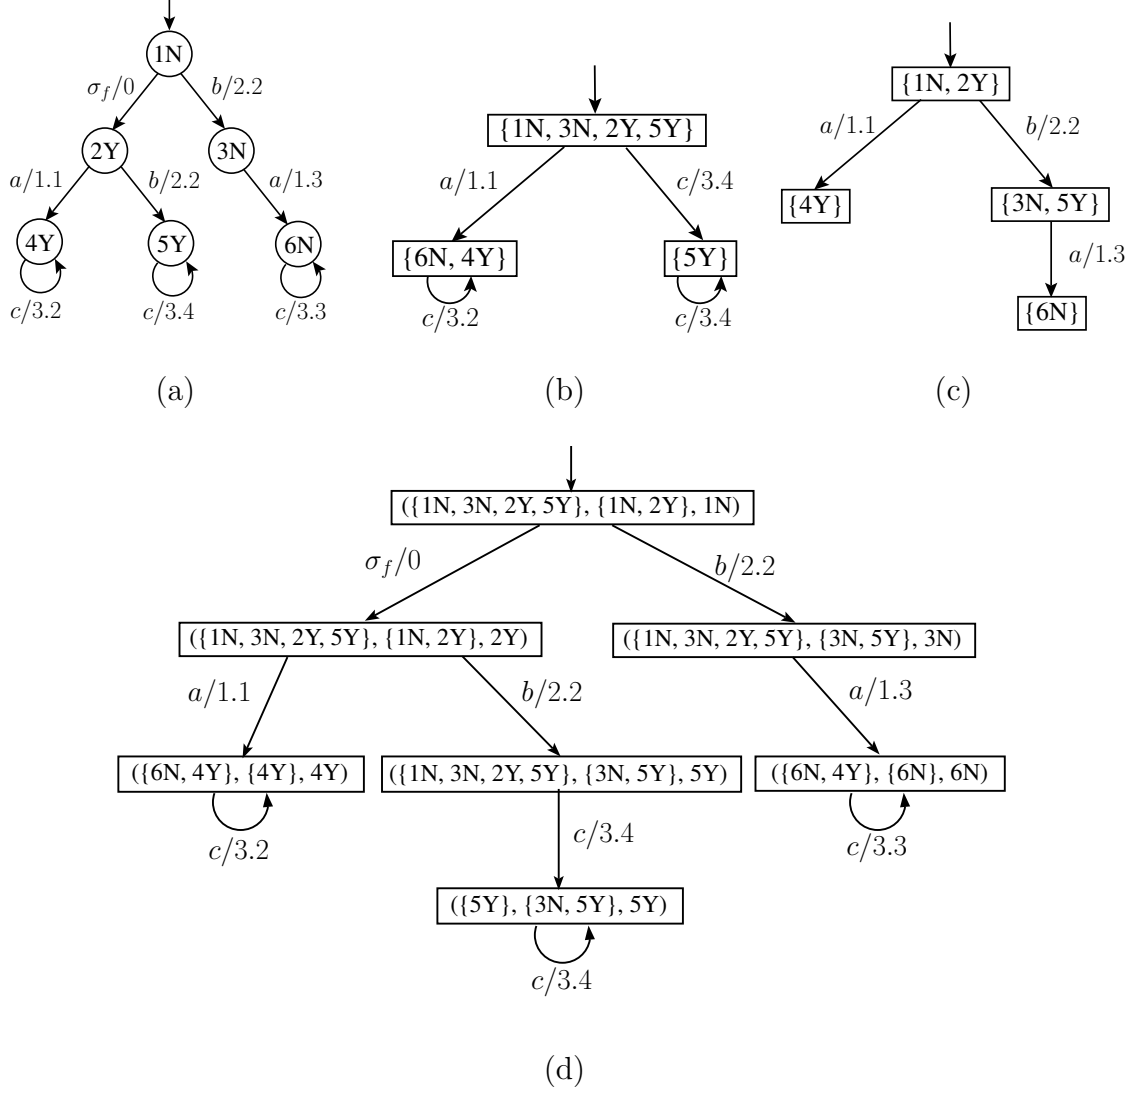 1N
σ_f/0
b/2.2
2Y
3N
a/1.1
b/2.2
a/1.3
4Y
5Y
6N
c/3.2
c/3.4
c/3.3
(a)
{1N, 3N, 2Y, 5Y}
a/1.1
c/3.4
{6N, 4Y}
{5Y}
c/3.2
c/3.4
(b)
{1N, 2Y}
a/1.1
b/2.2
{4Y}
{3N, 5Y}
a/1.3
{6N}
(c)
({1N, 3N, 2Y, 5Y}, {1N, 2Y}, 1N)
σ_f/0
b/2.2
({1N, 3N, 2Y, 5Y}, {1N, 2Y}, 2Y)
({1N, 3N, 2Y, 5Y}, {3N, 5Y}, 3N)
a/1.1
b/2.2
a/1.3
({6N, 4Y}, {4Y}, 4Y)
({1N, 3N, 2Y, 5Y}, {3N, 5Y}, 5Y)
({6N, 4Y}, {6N}, 6N)
c/3.2
c/3.4
c/3.3
({5Y}, {3N, 5Y}, 5Y)
c/3.4
(d)